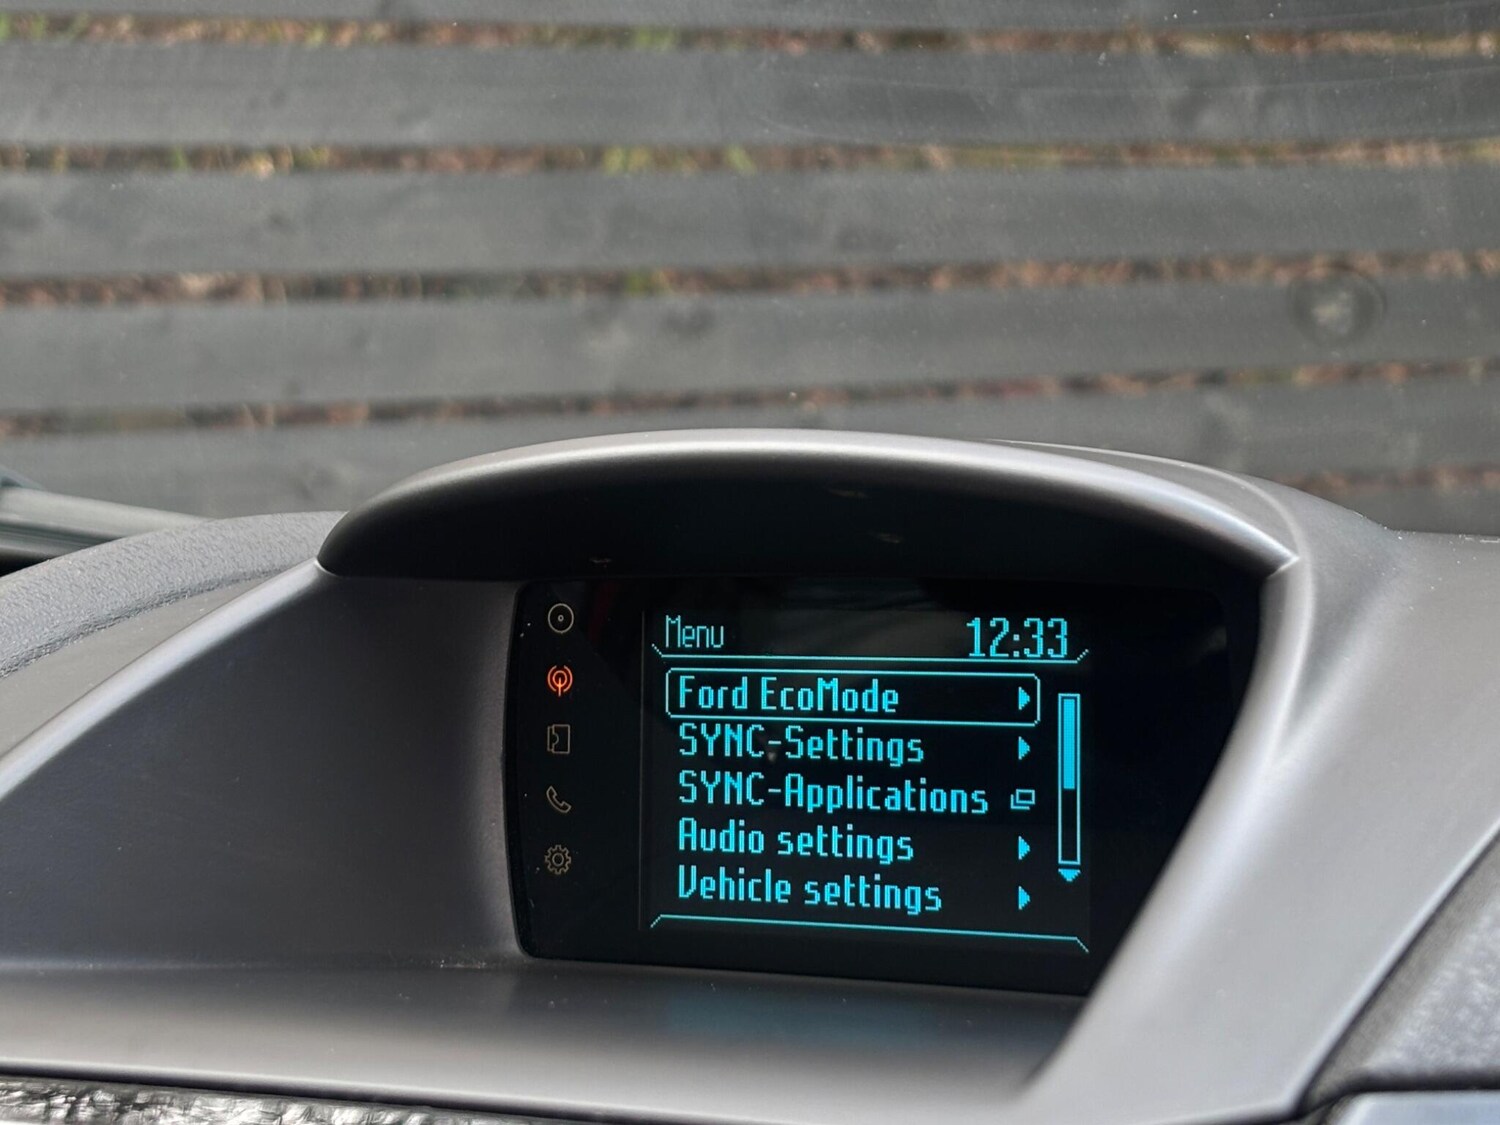 Menu 12:33
Ford EcoMode
SYNC-Settings
SYNC-Applications
Audio settings
Vehicle settings